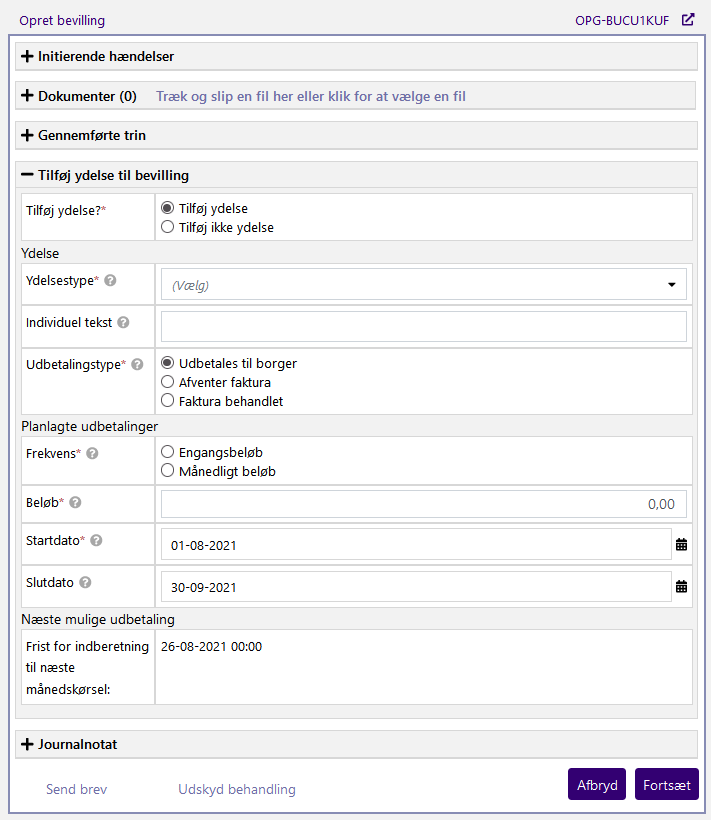 Opret bevilling OPG-BUCU1KUF
Initierende hændelser
Dokumenter (0) Træk og slip en fil her eller klik for at vælge en fil
Gennemførte trin
Tilføj ydelse til bevilling
Tilføj ydelse?* Tilføj ydelse
Tilføj ikke ydelse
Ydelse
Ydelsestype* ? (Vælg)
Individuel tekst ?
Udbetalingstype* ? Udbetales til borger
Afventer faktura
Faktura behandlet
Planlagte udbetalinger
Frekvens* ? Engangsbeløb
Månedligt beløb
Beløb* ? 0,00
Startdato* ? 01-08-2021
Slutdato ? 30-09-2021
Næste mulige udbetaling
Frist for indberetning 26-08-2021 00:00
til næste
månedskørsel:
Journalnotat
Send brev Udskyd behandling Afbryd Fortsæt